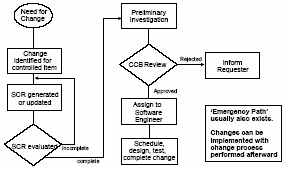 Need for
Change
Change
identified for
controlled Item
SCR generated
or updated
SCR evaluated
Incomplete
complete
Preliminary
Investigation
CCB Review
Rejected
Inform
Requester
Approved
Assign to
Software
Engineer
Schedule,
design, test,
complete change
'Emergency Path'
usually also exists.
Changes can be
implemented with
change process
performed afterward